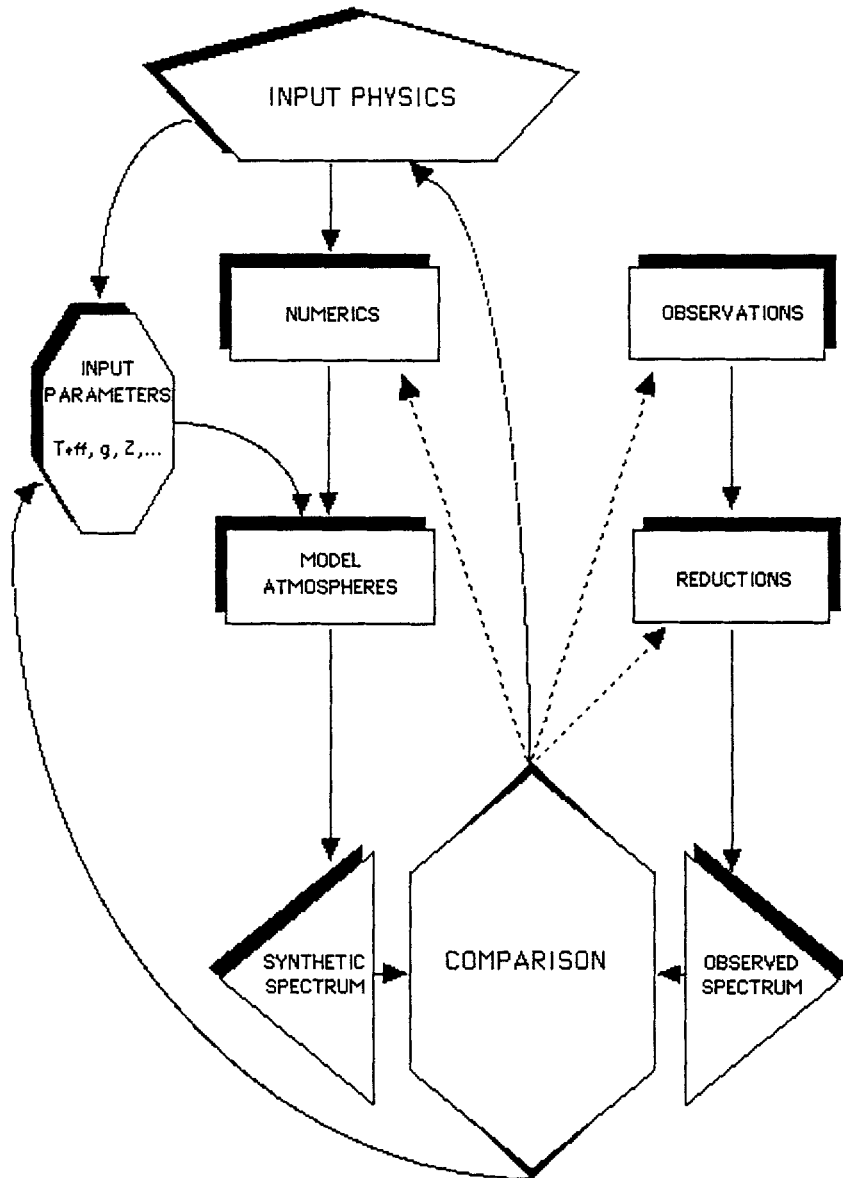 INPUT PHYSICS
NUMERICS
OBSERVATIONS
INPUT
PARAMETERS
Teff, g, Z,...
MODEL
ATMOSPHERES
REDUCTIONS
SYNTHETIC
SPECTRUM
COMPARISON
OBSERVED
SPECTRUM